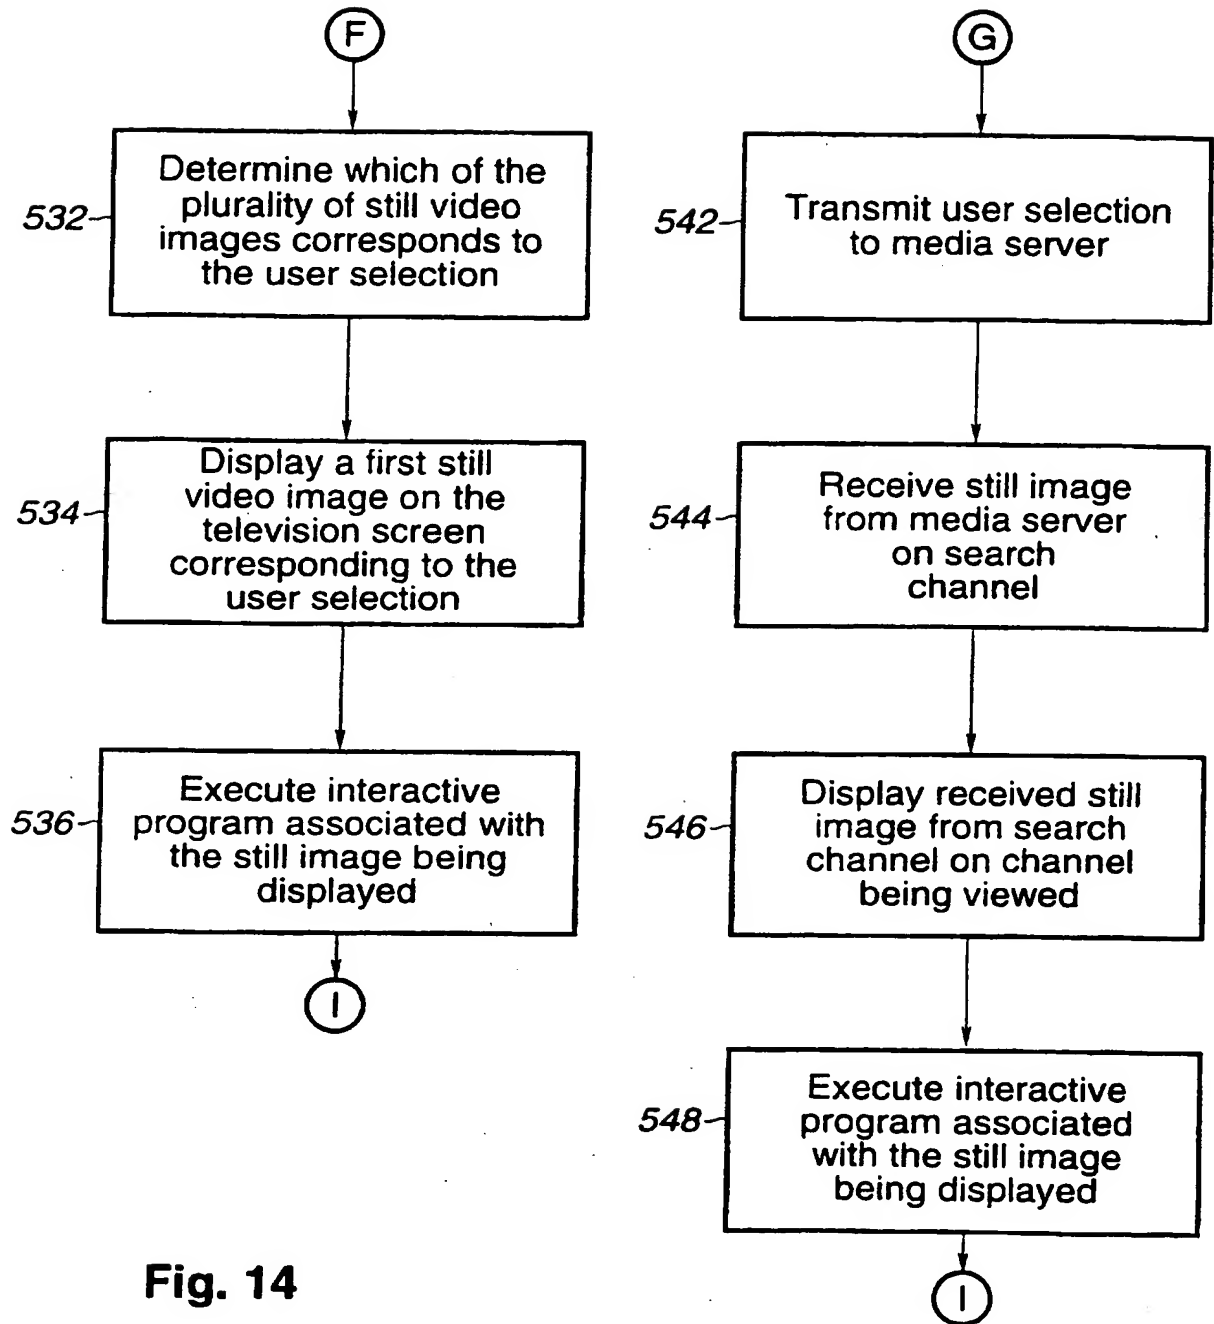 F
532
Determine which of the
plurality of still video
images corresponds to
the user selection
534
Display a first still
video image on the
television screen
corresponding to the
user selection
536
Execute interactive
program associated with
the still image being
displayed
I
G
542
Transmit user selection
to media server
544
Receive still image
from media server
on search
channel
546
Display received still
image from search
channel on channel
being viewed
548
Execute interactive
program associated
with the still image
being displayed
I
Fig. 14